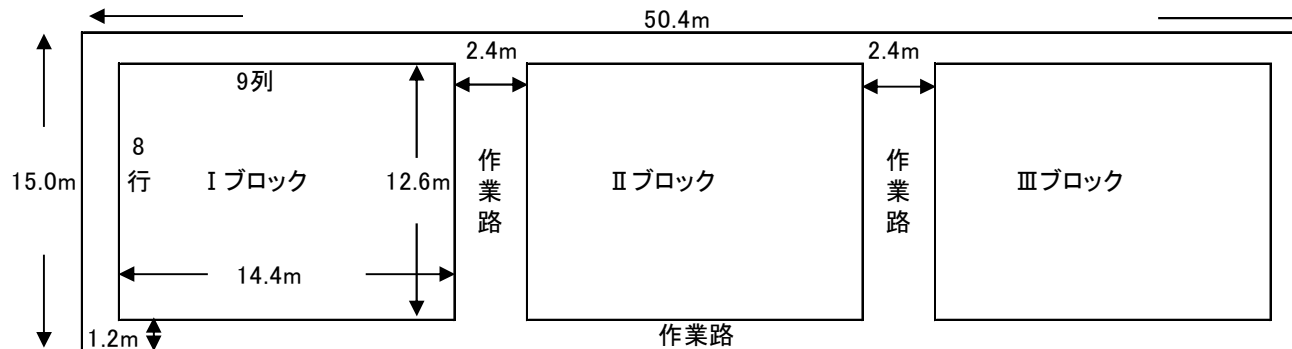 50.4m
2.4m
2.4m
9列
8
行
15.0m
Ⅰブロック
12.6m
作業路
Ⅱブロック
作業路
Ⅲブロック
14.4m
1.2m
作業路